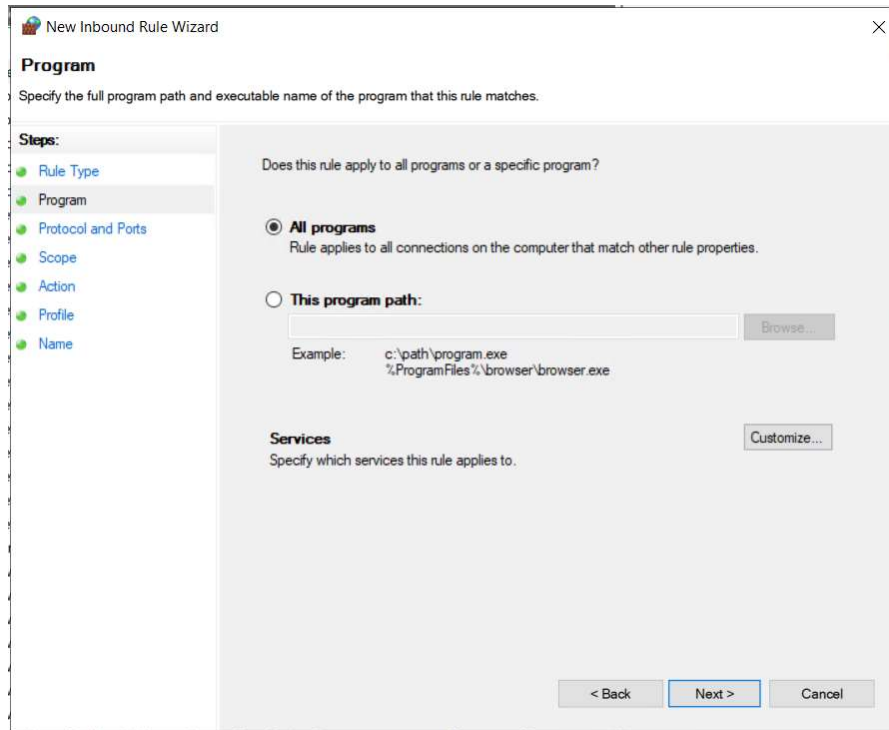 New Inbound Rule Wizard
Program
Specify the full program path and executable name of the program that this rule matches.
Steps:
Rule Type
Program
Protocol and Ports
Scope
Action
Profile
Name
Does this rule apply to all programs or a specific program?
All programs
Rule applies to all connections on the computer that match other rule properties.
This program path:
Browse...
Example: c:\path\program.exe
%ProgramFiles%\browser\browser.exe
Services
Customize...
Specify which services this rule applies to.
< Back Next > Cancel